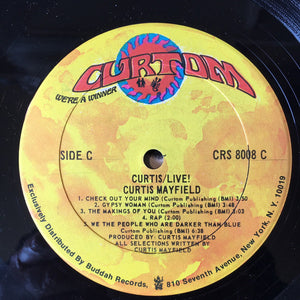 CURTOM
WE'RE A WINNER
CURTIS/LIVE!
SIDE C
CRS 8008 C
CURTIS MAYFIELD
1. CHECK OUT YOUR MIND (Curtom Publishing (BMI) 3:50
2. GYPSY WOMAN (Curtom Publishing (BMI) 3:48
3. THE MAKINGS OF YOU (Curtom Publishing (BMI) 3:03
4. RAP (2:00)
5. WE THE PEOPLE WHO ARE DARKER THAN BLUE
(Curtom Publishing (BMI) 6:38
PRODUCED BY: CURTIS MAYFIELD
ALL SELECTIONS WRITTEN BY
CURTIS MAYFIELD
Exclusively Distributed By Buddah Records, 810 Seventh Avenue, New York, N.Y. 10019